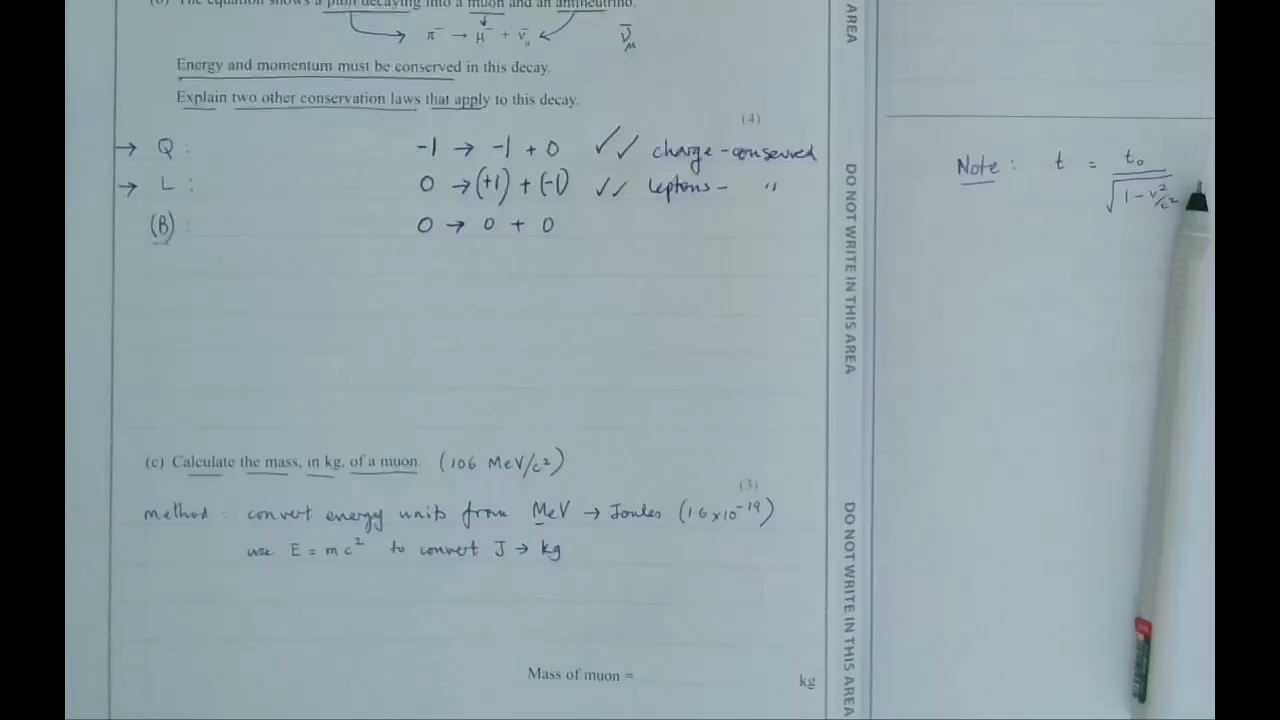 (b) The equation shows a pion decaying into a muon and an antineutrino.
π⁻ → μ⁻ + ν̄μ ν̄μ
Energy and momentum must be conserved in this decay.
Explain two other conservation laws that apply to this decay.
(4)
→ Q : -1 → -1 + 0 ✓✓ charge - conserved
→ L : 0 → (+1) + (-1) ✓✓ leptons - "
(B) : 0 → 0 + 0
(c) Calculate the mass, in kg, of a muon. (106 MeV/c²)
(3)
method : convert energy units from MeV → Joules (1.6×10⁻¹⁹)
use E = mc² to convert J → kg
Mass of muon =
kg
AREA
DO NOT WRITE IN THIS AREA
DO NOT WRITE IN THIS AREA
Note : t = t₀ / √(1 - v²/c²)